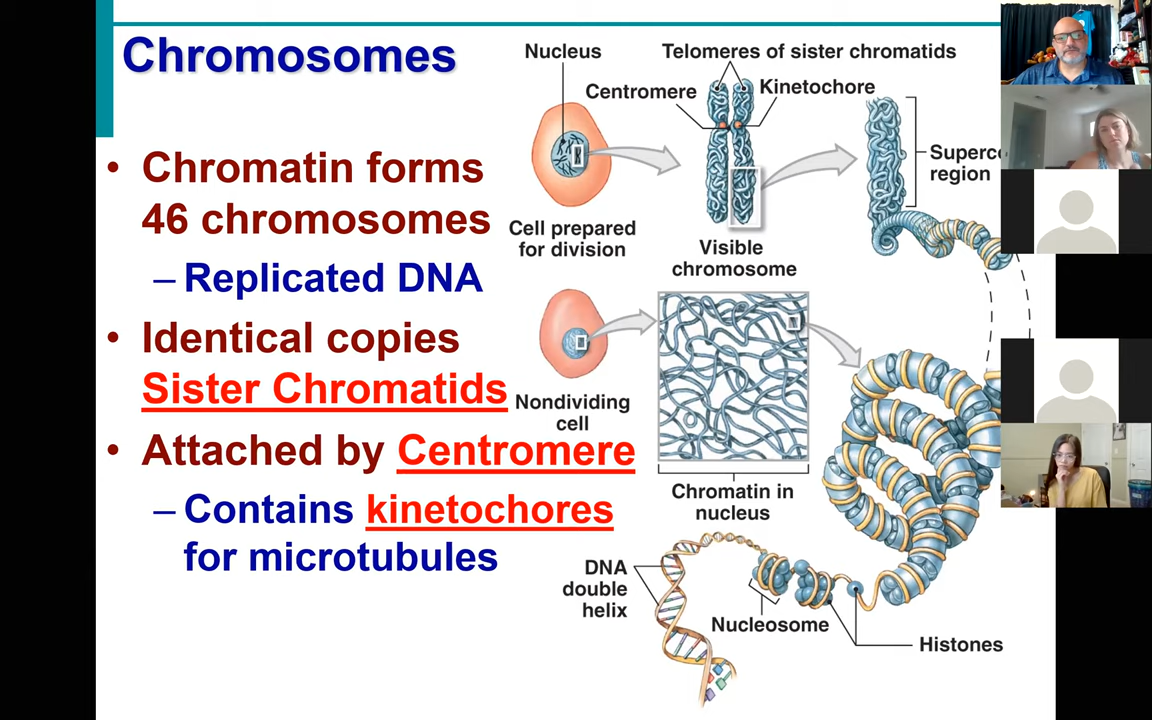 Chromosomes
• Chromatin forms
46 chromosomes
– Replicated DNA
• Identical copies
Sister Chromatids
• Attached by Centromere
– Contains kinetochores
for microtubules
Nucleus
Telomeres of sister chromatids
Centromere
Kinetochore
Superco
region
Cell prepared
for division
Visible
chromosome
Nondividing
cell
Chromatin in
nucleus
DNA
double
helix
Nucleosome
Histones